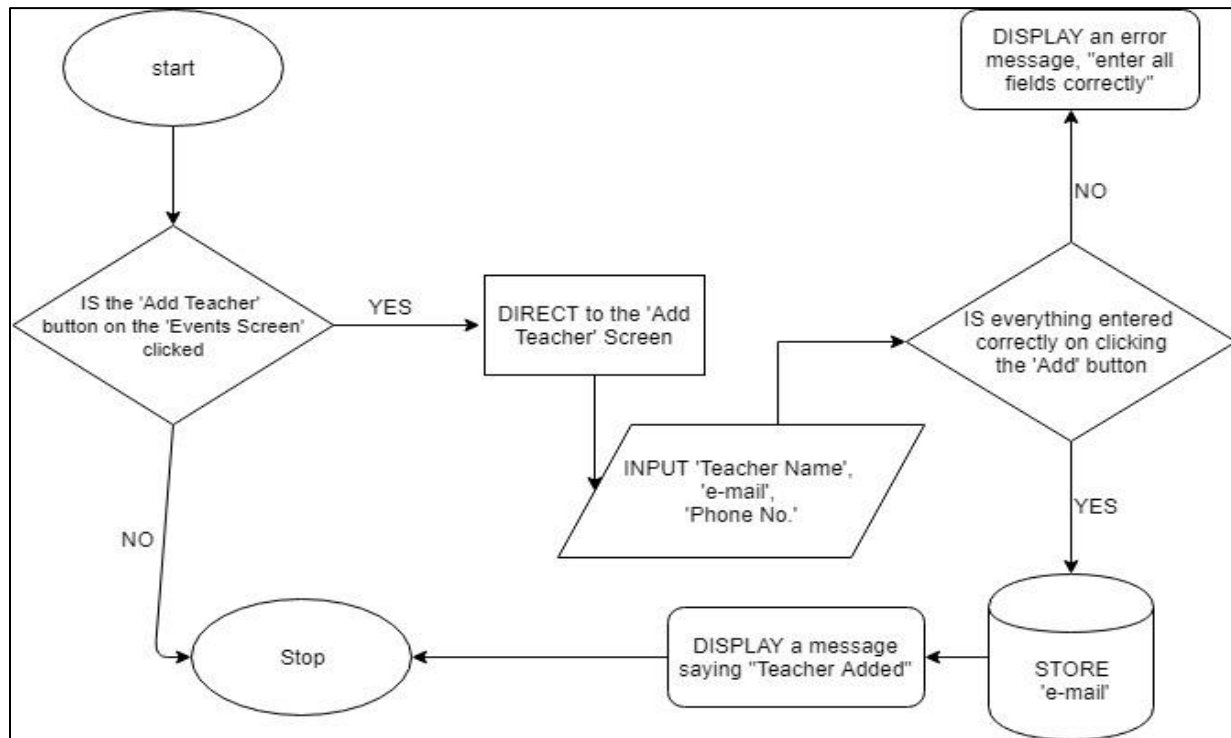 start
IS the 'Add Teacher'
button on the 'Events Screen'
clicked
YES
DIRECT to the 'Add
Teacher' Screen
INPUT 'Teacher Name',
'e-mail',
'Phone No.'
IS everything entered
correctly on clicking
the 'Add' button
NO
DISPLAY an error
message, "enter all
fields correctly"
YES
STORE
'e-mail'
DISPLAY a message
saying "Teacher Added"
NO
Stop